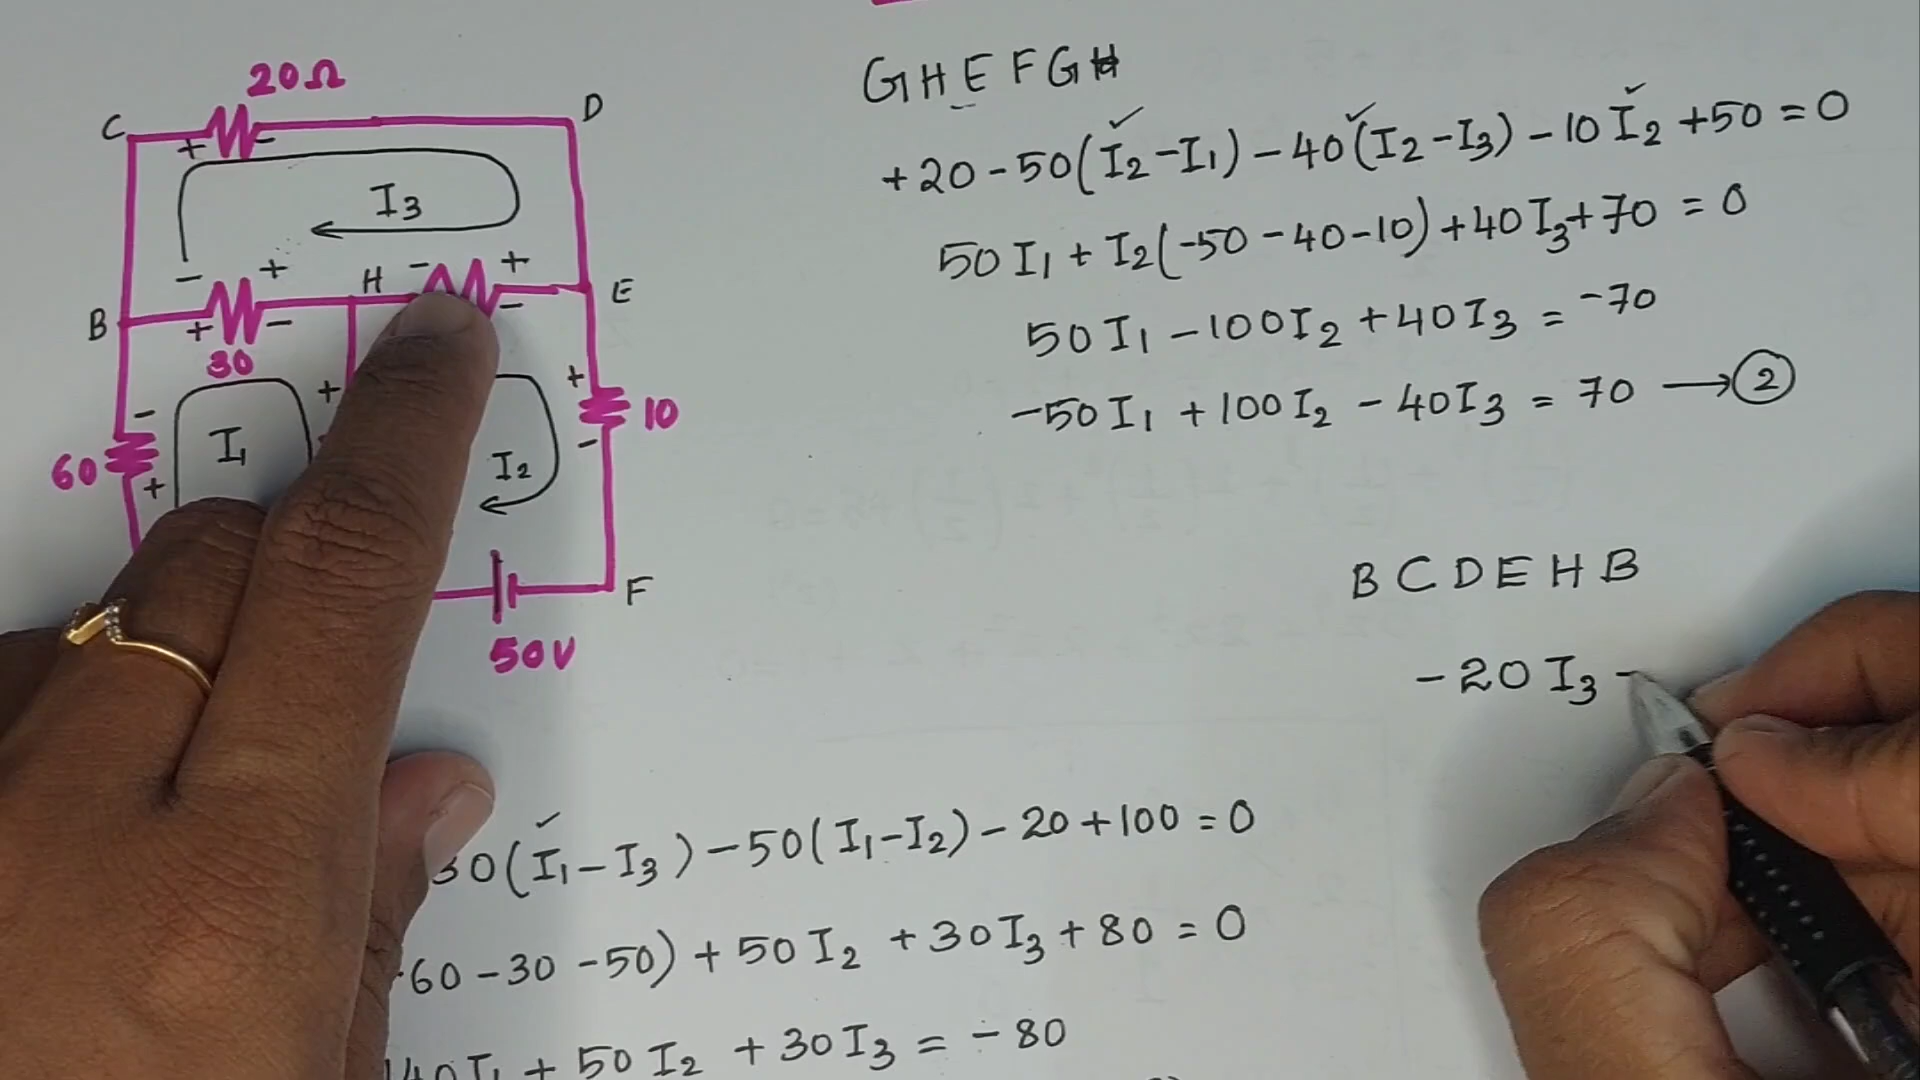 20Ω
C
D
+ -
I3
- +
H
- +
B
E
+ -
-
30
+
+
-
10
I1
60
-
I2
+
F
50V
GHEFG
+20-50(I2-I1)-40(I2-I3)-10I2+50=0
50I1+I2(-50-40-10)+40I3+70=0
50I1-100I2+40I3=-70
-50I1+100I2-40I3=70→②
BCDEHB
-20I3-
30(I1-I3)-50(I1-I2)-20+100=0
-60-30-50)+50I2+30I3+80=0
140I1+50I2+30I3=-80